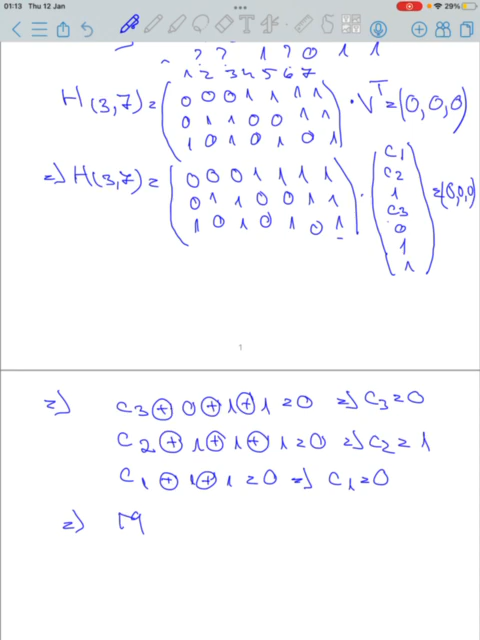 01:13 Thu 12 Jan 29%
? ? 1 ? 0 1 1
1 2 3 4 5 6 7
H(3,7) = (0 0 0 1 1 1 1) · V^T = (0, 0, 0)
0 1 1 0 0 1 1
1 0 1 0 1 0 1
=> H(3,7) = (0 0 0 1 1 1 1) · (c1 c2 1 c3 0 1 1) = (0,0,0)
0 1 1 0 0 1 1
1 0 1 0 1 0 1
1
=> c3 ⊕ 0 ⊕ 1 ⊕ 1 = 0 => c3 = 0
c2 ⊕ 1 ⊕ 1 ⊕ 1 = 0 => c2 = 1
c1 ⊕ 1 ⊕ 1 = 0 => c1 = 0
=>